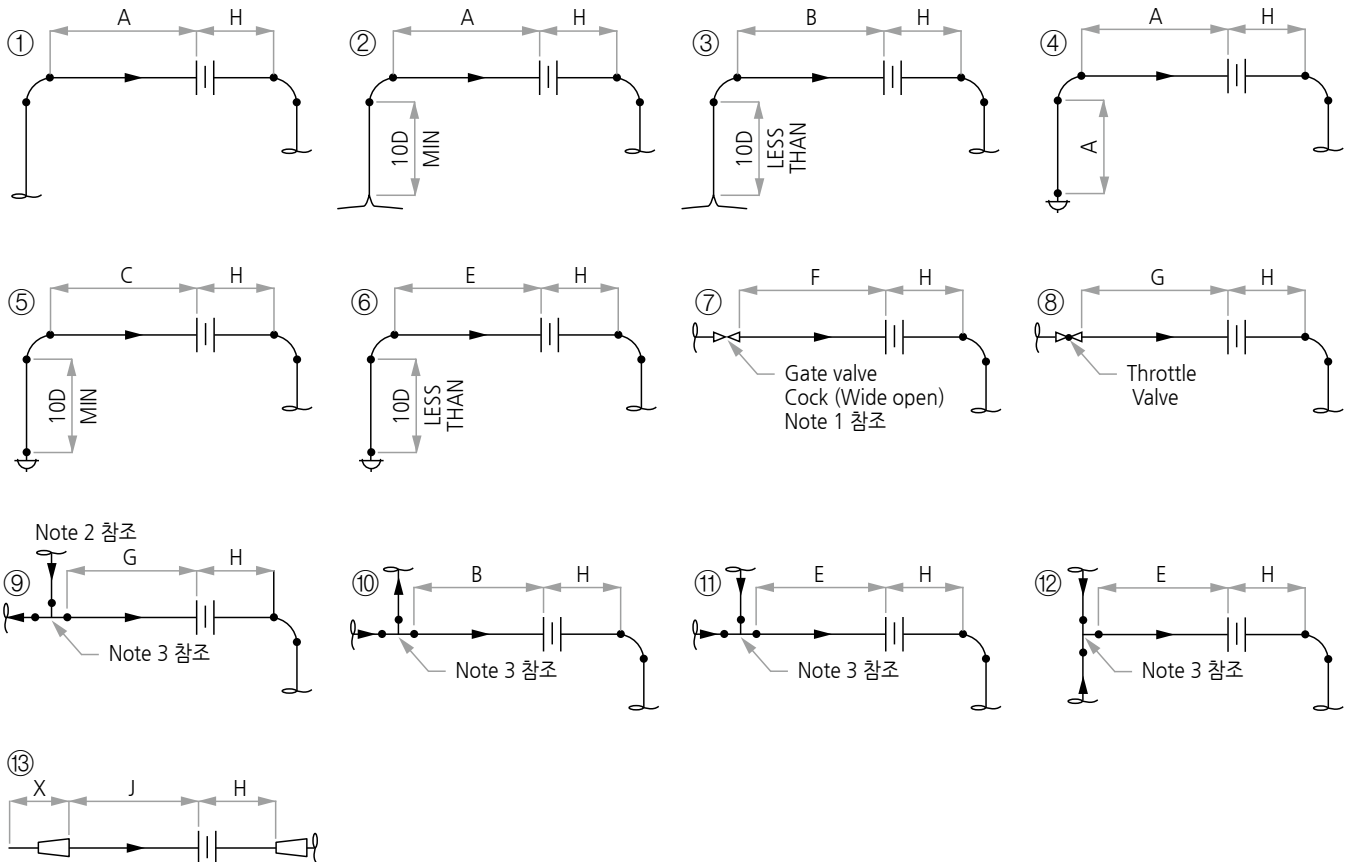 ① A H
② A H
10D
MIN
③ B H
10D
LESS
THAN
④ A H
A
⑤ C H
10D
MIN
⑥ E H
10D
LESS
THAN
⑦ F H
Gate valve
Cock (Wide open)
Note 1 참조
⑧ G H
Throttle
Valve
Note 2 참조
⑨ G H
Note 3 참조
⑩ B H
Note 3 참조
⑪ E H
Note 3 참조
⑫ E H
Note 3 참조
⑬
X J H